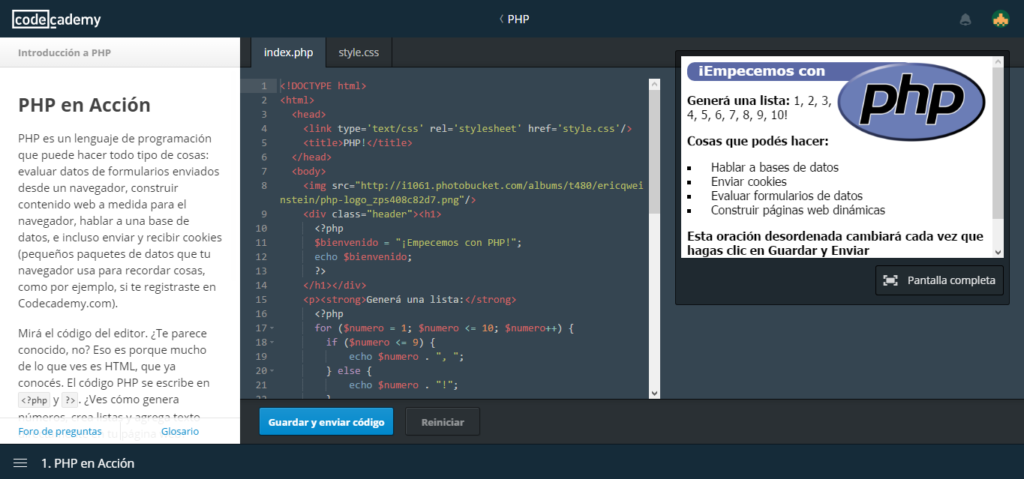 codecademy
PHP
Introducción a PHP
PHP en Acción
PHP es un lenguaje de programación
que puede hacer todo tipo de cosas:
evaluar datos de formularios enviados
desde un navegador, construir
contenido web a medida para el
navegador, hablar a una base de
datos, e incluso enviar y recibir cookies
(pequeños paquetes de datos que tu
navegador usa para recordar cosas,
como por ejemplo, si te registraste en
Codecademy.com).
Mirá el código del editor. ¿Te parece
conocido, no? Eso es porque mucho
de lo que ves es HTML, que ya
conocés. El código PHP se escribe en
<?php y ?>. ¿Ves cómo genera
números, crea listas y agrega texto
Foro de preguntas Glosario
index.php style.css
1 <!DOCTYPE html>
2 <html>
3 <head>
4 <link type='text/css' rel='stylesheet' href='style.css'/>
5 <title>PHP!</title>
6 </head>
7 <body>
8 <img src="http://i1061.photobucket.com/albums/t480/ericqwei
nstein/php-logo_zps408c82d7.png"/>
9 <div class="header"><h1>
10 <?php
11 $bienvenido = "¡Empecemos con PHP!";
12 echo $bienvenido;
13 ?>
14 </h1></div>
15 <p><strong>Generá una lista:</strong>
16 <?php
17 for ($numero = 1; $numero <= 10; $numero++) {
18 if ($numero <= 9) {
19 echo $numero . ", ";
20 } else {
21 echo $numero . "!";
22 }
Guardar y enviar código Reiniciar
¡Empecemos con
php
Generá una lista: 1, 2, 3,
4, 5, 6, 7, 8, 9, 10!
Cosas que podés hacer:
Hablar a bases de datos
Enviar cookies
Evaluar formularios de datos
Construir páginas web dinámicas
Esta oración desordenada cambiará cada vez que
hagas clic en Guardar y Enviar
Pantalla completa
1. PHP en Acción